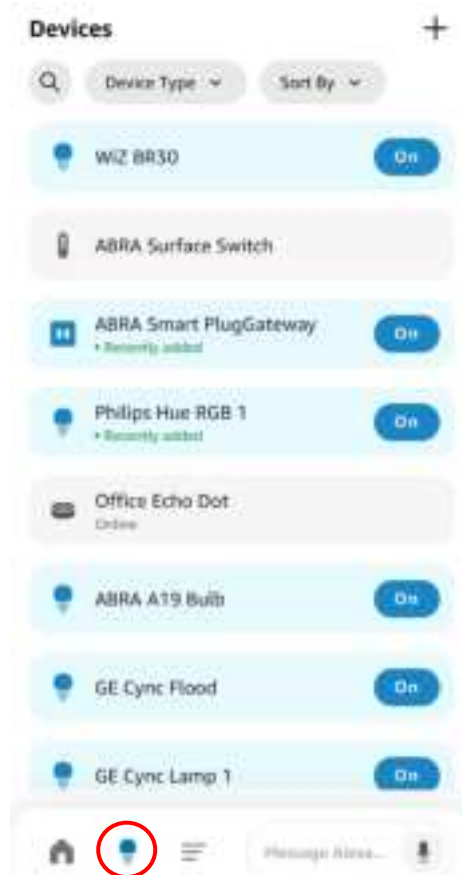 Devices
Device Type
Sort By
WiZ BR30
On
ABRA Surface Switch
ABRA Smart PlugGateway
• Recently added
On
Philips Hue RGB 1
• Recently added
On
Office Echo Dot
Online
ABRA A19 Bulb
On
GE Cync Flood
On
GE Cync Lamp 1
On
Message Alexa...